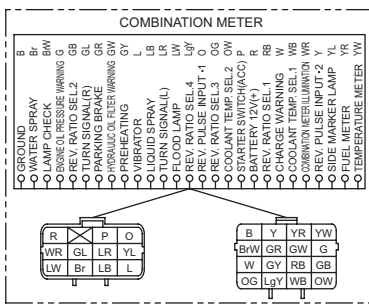 COMBINATION METER
GROUND B
WATER SPRAY Br
LAMP CHECK BrW
ENGINE OIL PRESSURE WARNING G
REV. RATIO SEL.2 GB
TURN SIGNAL(R) GL
PARKING BRAKE GR
HYDRAULIC OIL FILTER WARNING GW
PREHEATING GY
VIBRATOR L
LIQUID SPRAY LB
TURN SIGNAL(L) LR
FLOOD LAMP LW
REV. RATIO SEL.4 LgY
REV. PULSE INPUT -1 O
REV. RATIO SEL.3 OG
COOLANT TEMP. SEL.2 OW
STARTER SWITCH(ACC) P
BATTERY 12V(+) R
REV. RATIO SEL.1 RB
CHARGE WARNING W
COOLANT TEMP. SEL.1 WB
COMBINATION METER ILLUMINATION WR
REV. PULSE INPUT -2 Y
SIDE MARKER LAMP YL
FUEL METER YR
TEMPERATURE METER YW
R P O
WR GL LR YL
LW Br LB L
B Y YR YW
BrW GR GW G
W GY RB GB
OG LgY WB OW